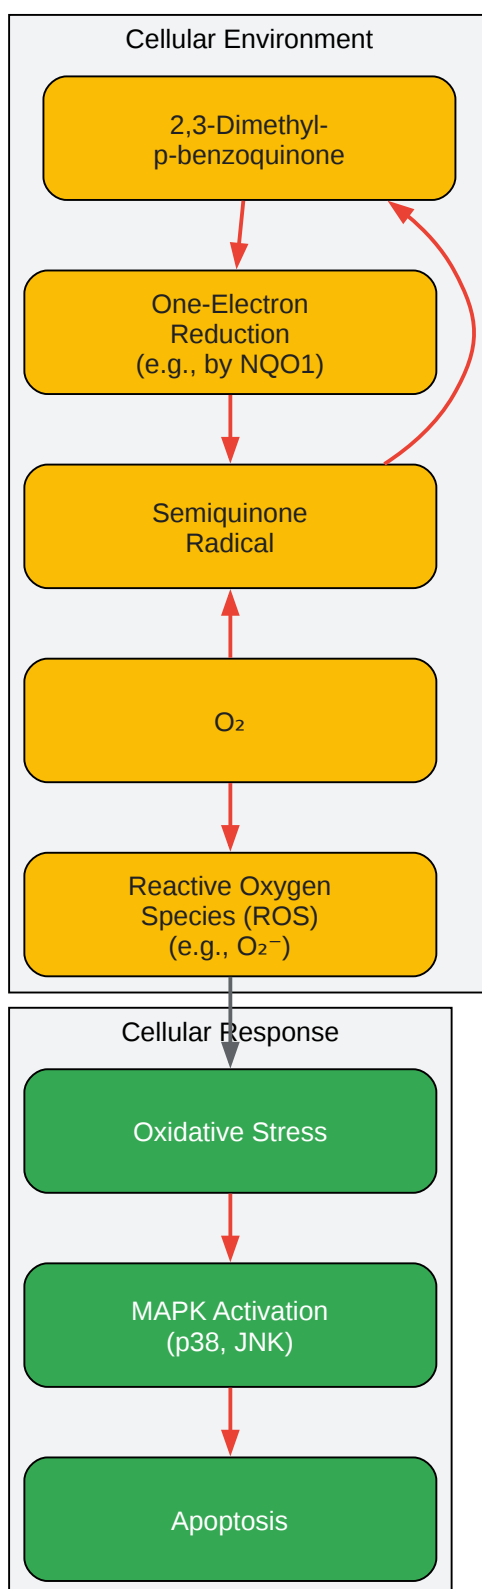 Cellular Environment
2,3-Dimethyl-
p-benzoquinone
One-Electron
Reduction
(e.g., by NQO1)
Semiquinone
Radical
O₂
Reactive Oxygen
Species (ROS)
(e.g., O₂⁻)
Cellular Response
Oxidative Stress
MAPK Activation
(p38, JNK)
Apoptosis